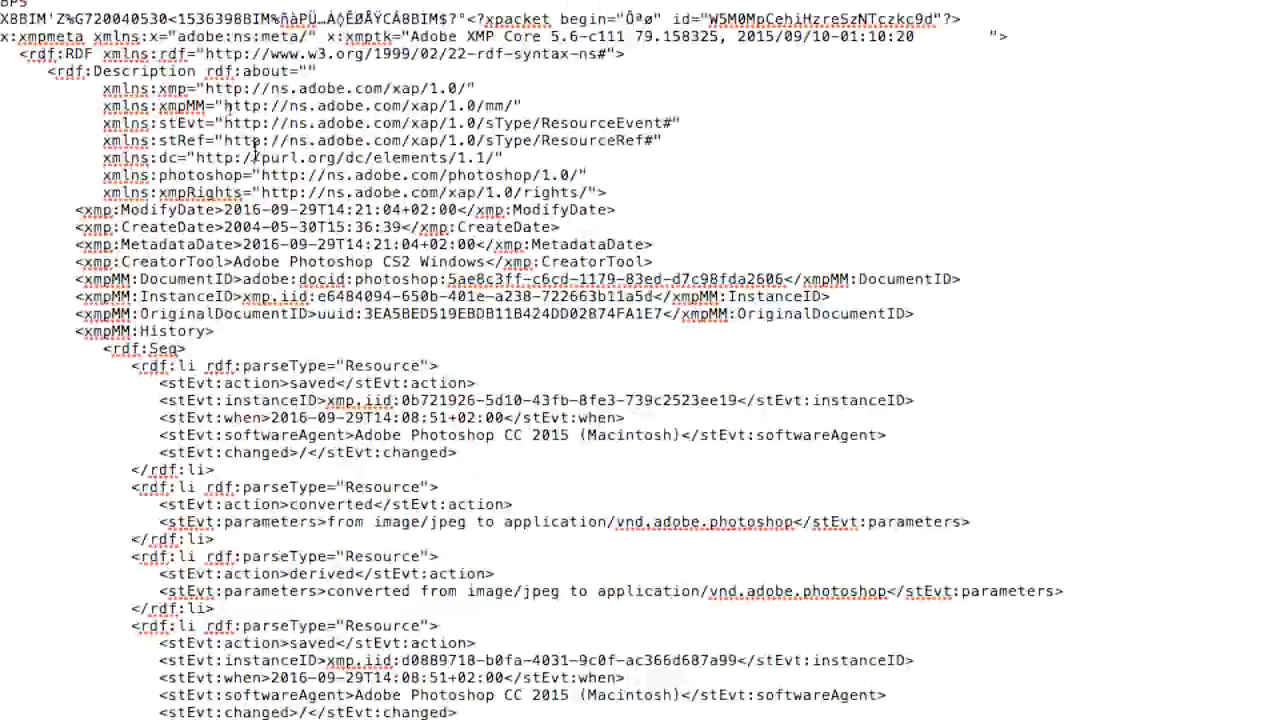 8BPS
X8BIM'Z%G720040530<1536398BIM%ñàPÜ…Á◊ÊØÅŸCÁ8BIM$?°<?xpacket begin="Ôªø" id="W5M0MpCehiHzreSzNTczkc9d"?>
x:xmpmeta xmlns:x="adobe:ns:meta/" x:xmptk="Adobe XMP Core 5.6-c111 79.158325, 2015/09/10-01:10:20        ">
<rdf:RDF xmlns:rdf="http://www.w3.org/1999/02/22-rdf-syntax-ns#">
<rdf:Description rdf:about=""
xmlns:xmp="http://ns.adobe.com/xap/1.0/"
xmlns:xmpMM="http://ns.adobe.com/xap/1.0/mm/"
xmlns:stEvt="http://ns.adobe.com/xap/1.0/sType/ResourceEvent#"
xmlns:stRef="http://ns.adobe.com/xap/1.0/sType/ResourceRef#"
xmlns:dc="http://purl.org/dc/elements/1.1/"
xmlns:photoshop="http://ns.adobe.com/photoshop/1.0/"
xmlns:xmpRights="http://ns.adobe.com/xap/1.0/rights/">
<xmp:ModifyDate>2016-09-29T14:21:04+02:00</xmp:ModifyDate>
<xmp:CreateDate>2004-05-30T15:36:39</xmp:CreateDate>
<xmp:MetadataDate>2016-09-29T14:21:04+02:00</xmp:MetadataDate>
<xmp:CreatorTool>Adobe Photoshop CS2 Windows</xmp:CreatorTool>
<xmpMM:DocumentID>adobe:docid:photoshop:5ae8c3ff-c6cd-1179-83ed-d7c98fda2606</xmpMM:DocumentID>
<xmpMM:InstanceID>xmp.iid:e6484094-650b-401e-a238-722663b11a5d</xmpMM:InstanceID>
<xmpMM:OriginalDocumentID>uuid:3EA5BED519EBDB11B424DD02874FA1E7</xmpMM:OriginalDocumentID>
<xmpMM:History>
<rdf:Seq>
<rdf:li rdf:parseType="Resource">
<stEvt:action>saved</stEvt:action>
<stEvt:instanceID>xmp.iid:0b721926-5d10-43fb-8fe3-739c2523ee19</stEvt:instanceID>
<stEvt:when>2016-09-29T14:08:51+02:00</stEvt:when>
<stEvt:softwareAgent>Adobe Photoshop CC 2015 (Macintosh)</stEvt:softwareAgent>
<stEvt:changed>/</stEvt:changed>
</rdf:li>
<rdf:li rdf:parseType="Resource">
<stEvt:action>converted</stEvt:action>
<stEvt:parameters>from image/jpeg to application/vnd.adobe.photoshop</stEvt:parameters>
</rdf:li>
<rdf:li rdf:parseType="Resource">
<stEvt:action>derived</stEvt:action>
<stEvt:parameters>converted from image/jpeg to application/vnd.adobe.photoshop</stEvt:parameters>
</rdf:li>
<rdf:li rdf:parseType="Resource">
<stEvt:action>saved</stEvt:action>
<stEvt:instanceID>xmp.iid:d0889718-b0fa-4031-9c0f-ac366d687a99</stEvt:instanceID>
<stEvt:when>2016-09-29T14:08:51+02:00</stEvt:when>
<stEvt:softwareAgent>Adobe Photoshop CC 2015 (Macintosh)</stEvt:softwareAgent>
<stEvt:changed>/</stEvt:changed>